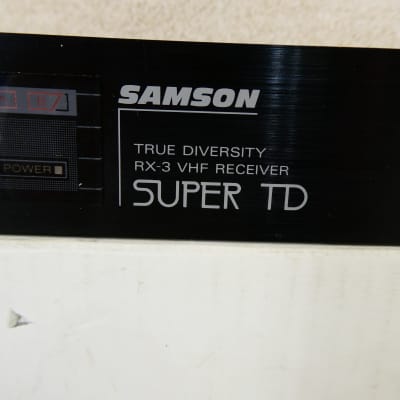 SAMSON
TRUE DIVERSITY
RX-3 VHF RECEIVER
SUPER TD
POWER